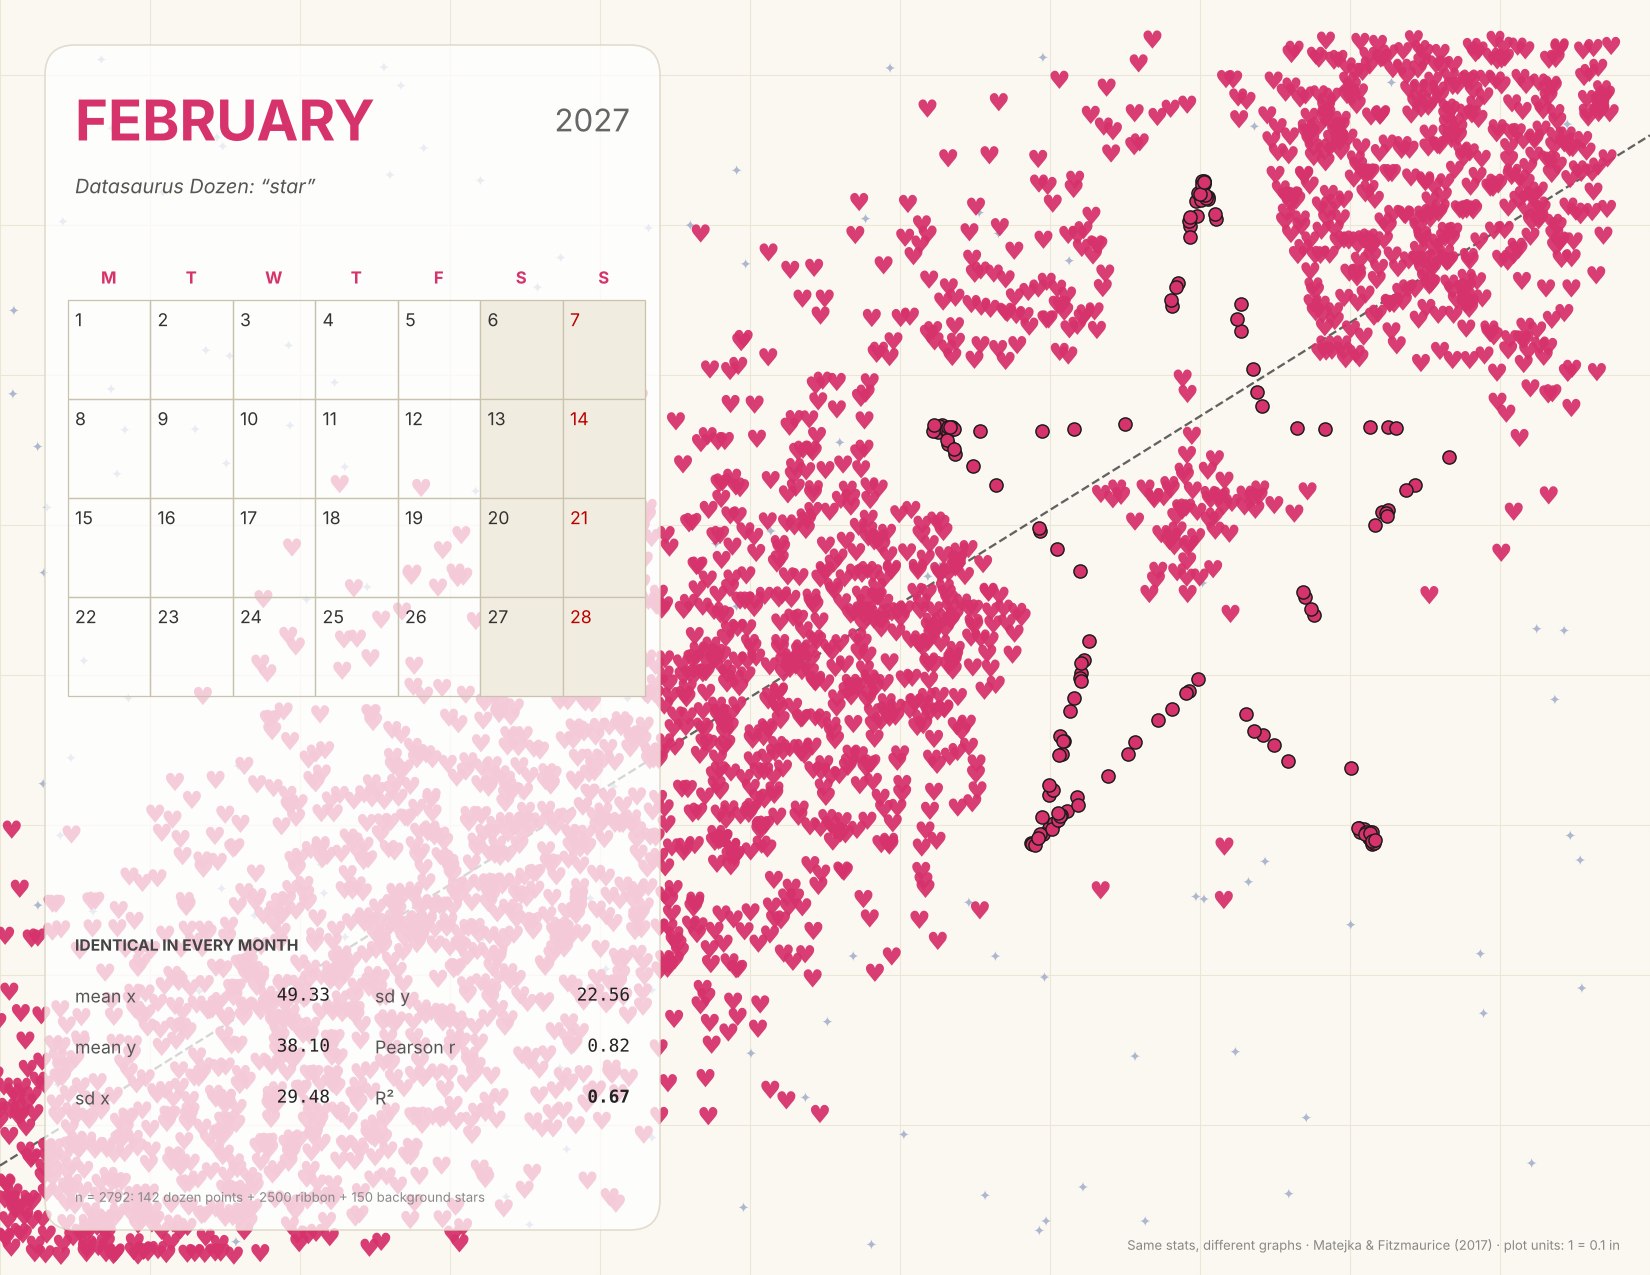 FEBRUARY 2027
Datasaurus Dozen: “star”
M T W T F S S
1 2 3 4 5 6 7
8 9 10 11 12 13 14
15 16 17 18 19 20 21
22 23 24 25 26 27 28
IDENTICAL IN EVERY MONTH
mean x 49.33 sd y 22.56
mean y 38.10 Pearson r 0.82
sd x 29.48 R² 0.67
n = 2792: 142 dozen points + 2500 ribbon + 150 background stars
Same stats, different graphs · Matejka & Fitzmaurice (2017) · plot units: 1 = 0.1 in